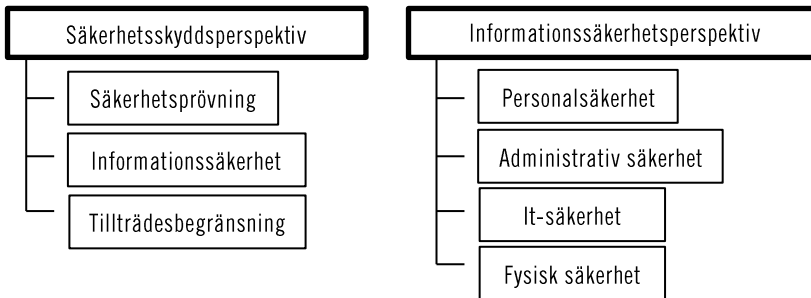 Säkerhetsskyddsperspektiv
Säkerhetsprövning
Informationssäkerhet
Tillträdesbegränsning
Informationssäkerhetsperspektiv
Personalsäkerhet
Administrativ säkerhet
It-säkerhet
Fysisk säkerhet